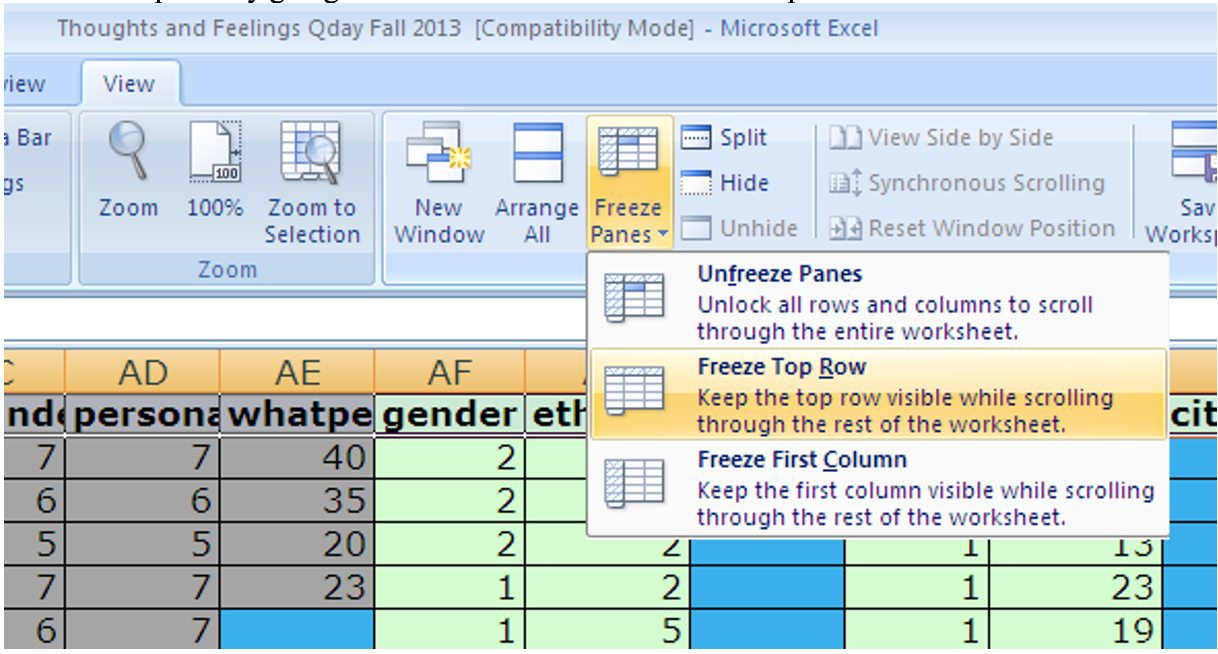 Thoughts and Feelings Qday Fall 2013 [Compatibility Mode] - Microsoft Excel
view View
a Bar Split View Side by Side
gs Hide Synchronous Scrolling
Zoom 100% Zoom to Selection New Window Arrange All Freeze Panes Unhide Reset Window Position
100
Zoom
Unfreeze Panes
Unlock all rows and columns to scroll
through the entire worksheet.
Freeze Top Row
Keep the top row visible while scrolling
through the rest of the worksheet.
Freeze First Column
Keep the first column visible while scrolling
through the rest of the worksheet.
AD AE AF
persona whatpe gender eth cit
7 7 40 2
6 6 35 2
5 5 20 2 2 1 13
7 7 23 1 2 1 23
6 7 1 5 1 19